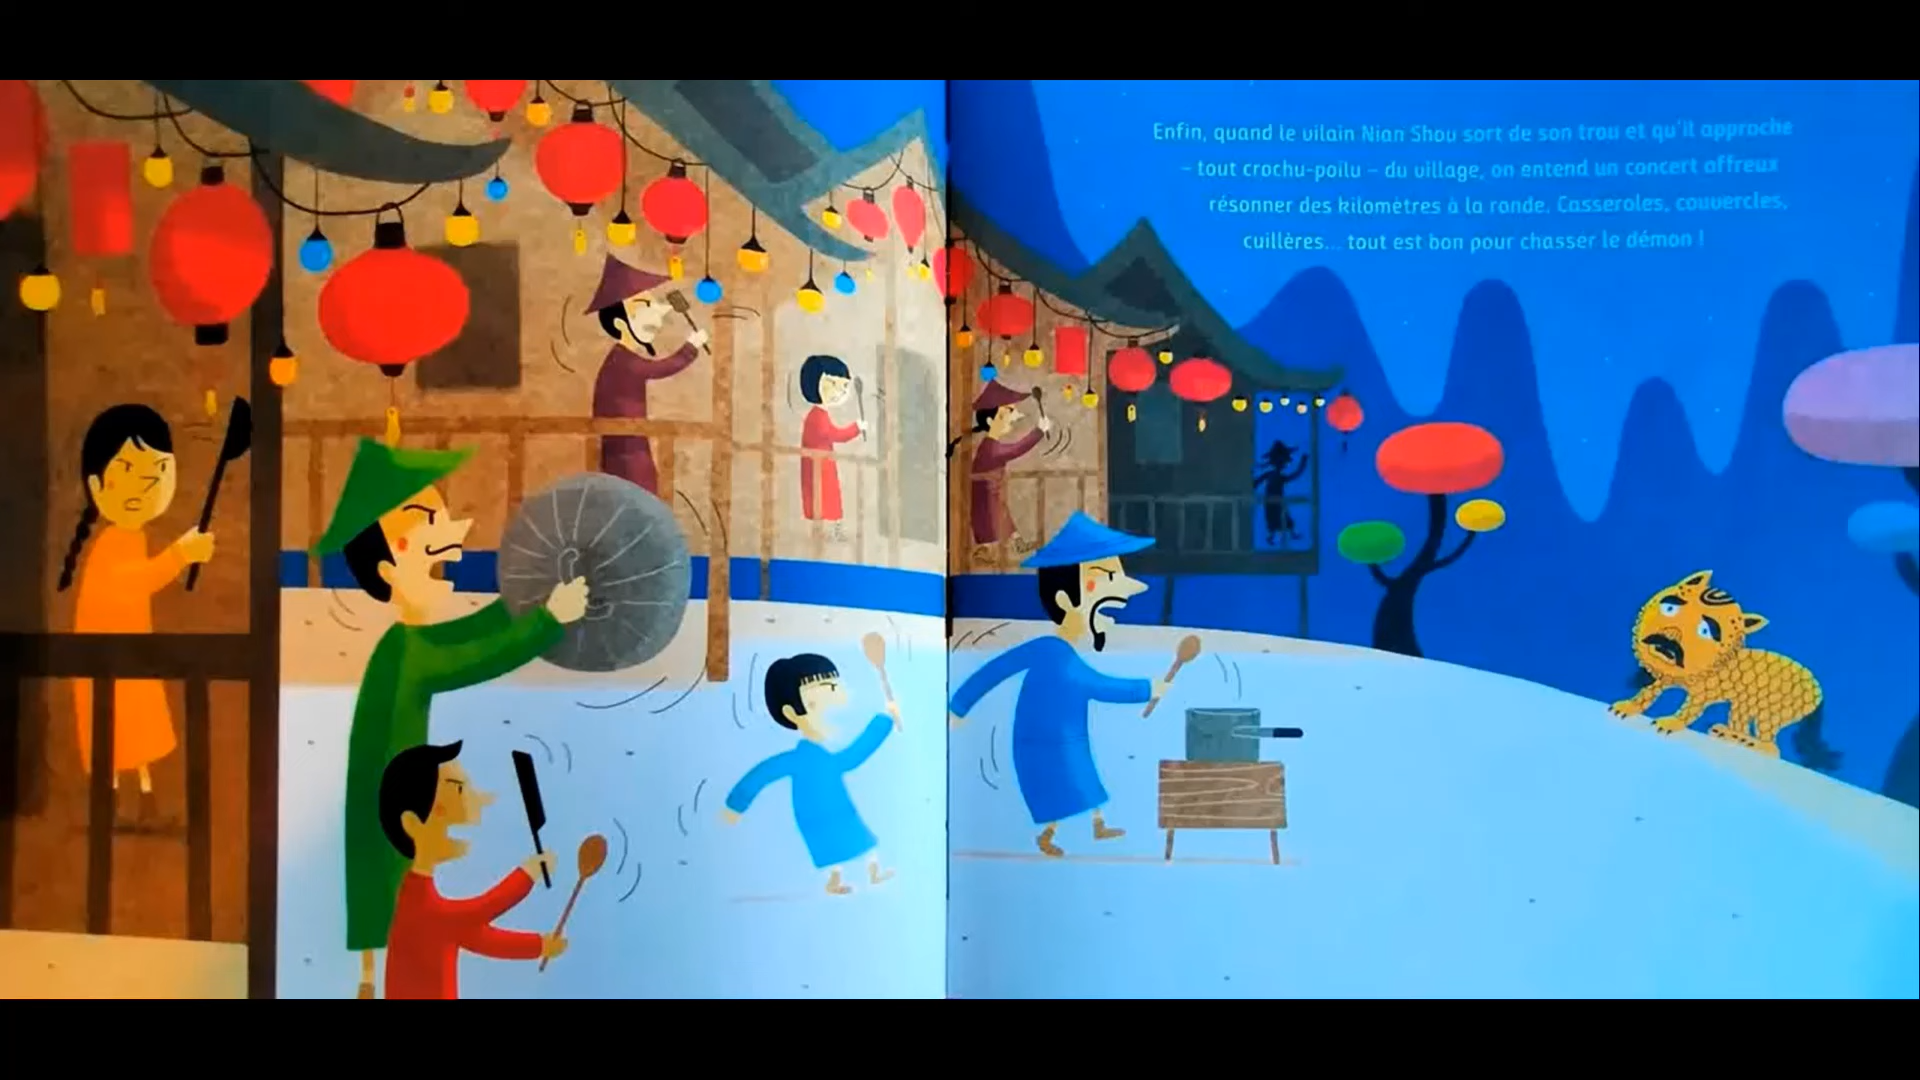 Enfin, quand le vilain Nian Shou sort de son trou et qu'il approche
– tout crochu-poilu – du village, on entend un concert affreux
résonner des kilomètres à la ronde. Casseroles, couvercles,
cuillères... tout est bon pour chasser le démon !